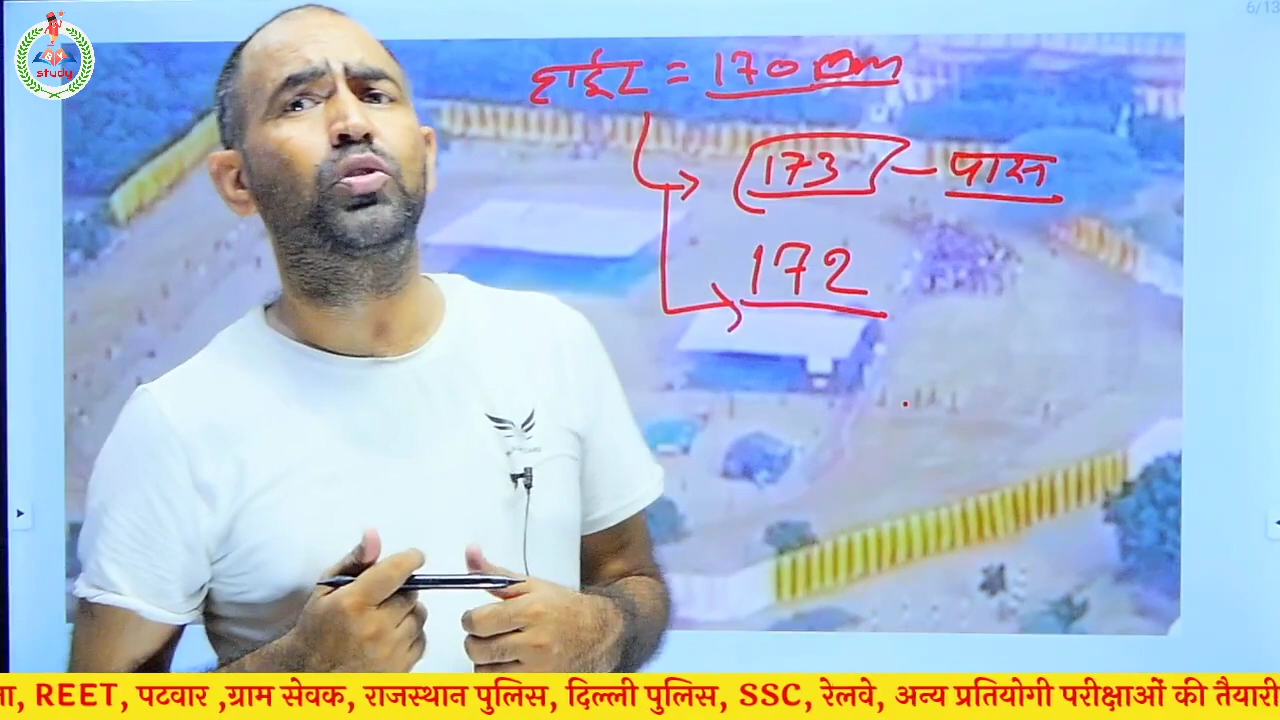 6/13
study
हाईट = 170 cm
173 - पास
172
ता, REET, पटवार ,ग्राम सेवक, राजस्थान पुलिस, दिल्ली पुलिस, SSC, रेलवे, अन्य प्रतियोगी परीक्षाओं की तैयारी